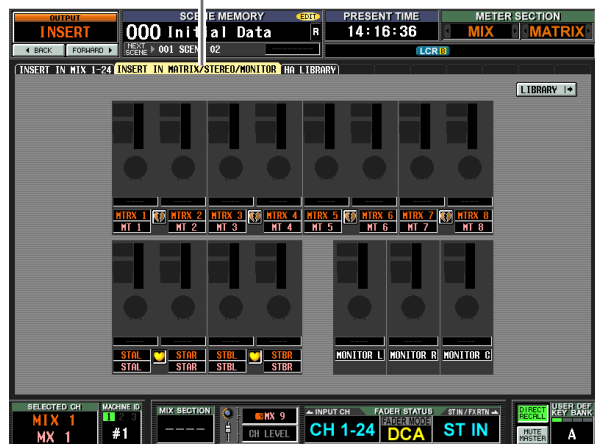 OUTPUT
INSERT
BACK FORWARD
SCENE MEMORY EDIT
000 Initial Data R
NEXT SCENE 001 SCENE 02 --------
PRESENT TIME
14:16:36
METER SECTION
MIX MATRIX
LCR
INSERT IN MIX 1-24 INSERT IN MATRIX/STEREO/MONITOR HA LIBRARY
LIBRARY
---- ---- ---- ---- ---- ---- ---- ----
MTRX 1 MTRX 2 MTRX 3 MTRX 4 MTRX 5 MTRX 6 MTRX 7 MTRX 8
MT 1 MT 2 MT 3 MT 4 MT 5 MT 6 MT 7 MT 8
---- ---- ---- ---- ---- ---- ----
STAL STAR STBL STBR MONITOR L MONITOR R MONITOR C
STAL STAR STBL STBR
SELECTED CH
MIX 1
MX 1
MACHINE ID
1 2 3
#1
MIX SECTION
----
MX 9
CH LEVEL
INPUT CH FADER STATUS ST IN/FXRTN
CH 1-24
FADER MODE
DCA
ST IN
DIRECT RECALL
MUTE MASTER
USER DEF KEY BANK
A